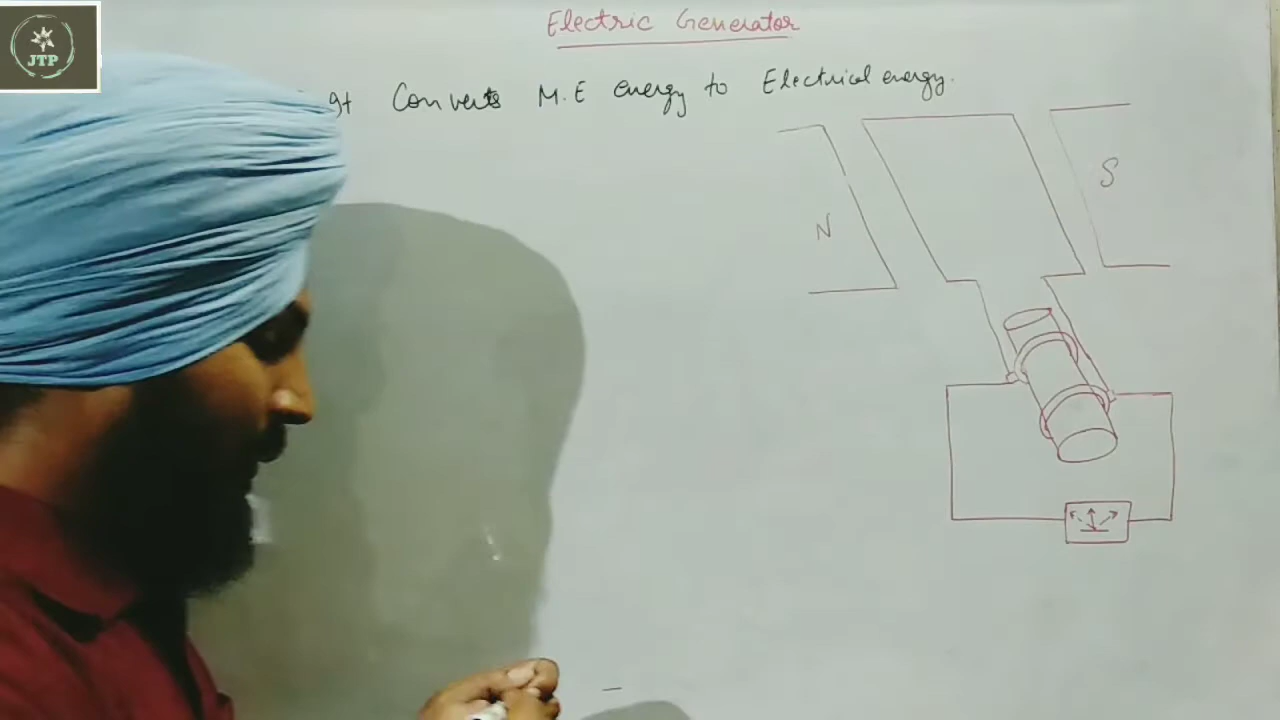 JTP
Electric Generator
It Converts M.E energy to Electrical energy.
N
S